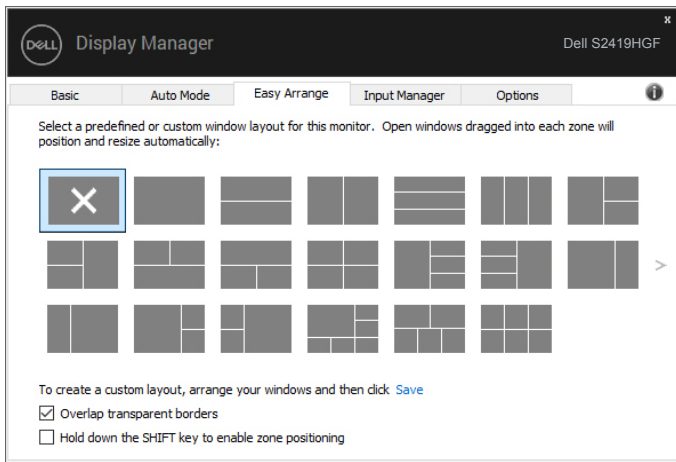 x
DELL Display Manager
Dell S2419HGF
Basic Auto Mode Easy Arrange Input Manager Options
Select a predefined or custom window layout for this monitor. Open windows dragged into each zone will
position and resize automatically:
>
To create a custom layout, arrange your windows and then click Save
Overlap transparent borders
Hold down the SHIFT key to enable zone positioning